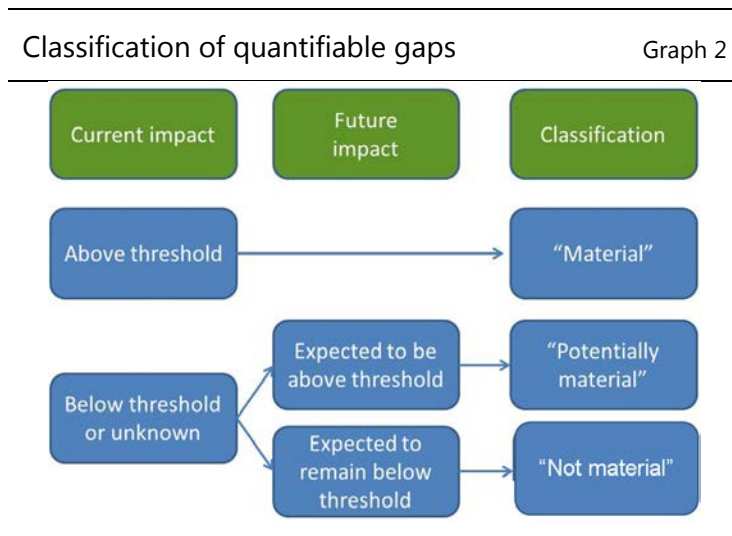 Classification of quantifiable gaps
Graph 2
Current impact
Future
impact
Classification
Above threshold
“Material”
Below threshold
or unknown
Expected to be
above threshold
“Potentially
material”
Expected to
remain below
threshold
“Not material”